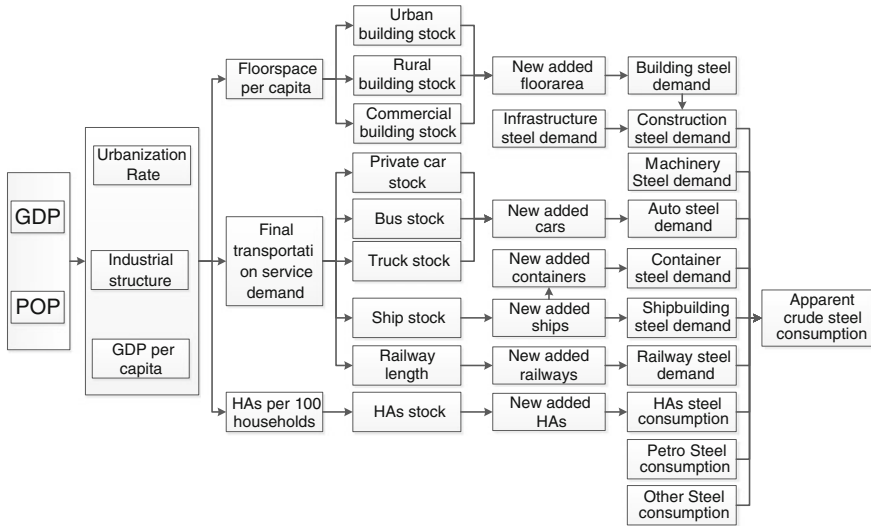 GDP
POP
Urbanization
Rate
Industrial
structure
GDP per
capita
Floorspace
per capita
Final
transportati
on service
demand
HAs per 100
households
Urban
building stock
Rural
building stock
Commercial
building stock
Private car
stock
Bus stock
Truck stock
Ship stock
Railway
length
HAs stock
New added
floorarea
Infrastructure
steel demand
New added
cars
New added
containers
New added
ships
New added
railways
New added
HAs
Building steel
demand
Construction
steel demand
Machinery
Steel demand
Auto steel
demand
Container
steel demand
Shipbuilding
steel demand
Railway steel
demand
HAs steel
consumption
Petro Steel
consumption
Other Steel
consumption
Apparent
crude steel
consumption